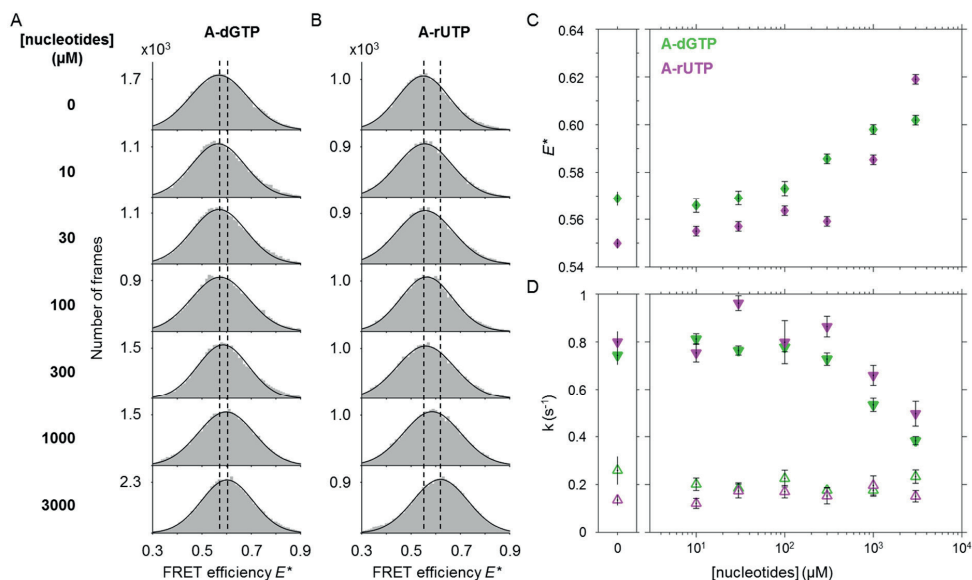 A
B
C
D
[nucleotides]
(µM)
A-dGTP
A-rUTP
x10³
x10³
0
10
30
100
300
1000
3000
1.7
1.1
1.1
0.9
1.5
1.5
2.3
Number of frames
0.3 0.5 0.7 0.9
FRET efficiency E*
1.0
0.9
0.9
1.0
1.0
1.0
0.9
0.3 0.5 0.7 0.9
FRET efficiency E*
A-dGTP
A-rUTP
0.64
0.62
0.60
0.58
0.56
0.54
E*
1
0.8
0.6
0.4
0.2
0
k (s⁻¹)
0 10¹ 10² 10³ 10⁴
[nucleotides] (µM)